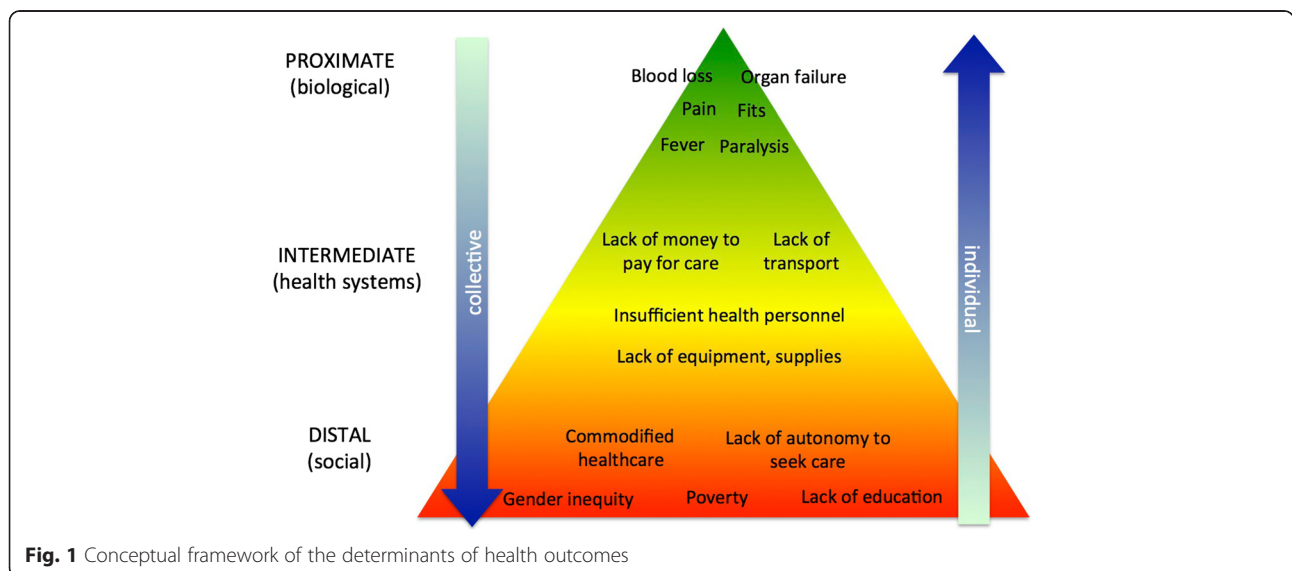 PROXIMATE
(biological)
Blood loss Organ failure
Pain Fits
Fever Paralysis
INTERMEDIATE
(health systems)
collective
Lack of money to
pay for care
Lack of
transport
individual
Insufficient health personnel
Lack of equipment, supplies
DISTAL
(social)
Commodified
healthcare
Lack of autonomy to
seek care
Gender inequity Poverty Lack of education
Fig. 1 Conceptual framework of the determinants of health outcomes